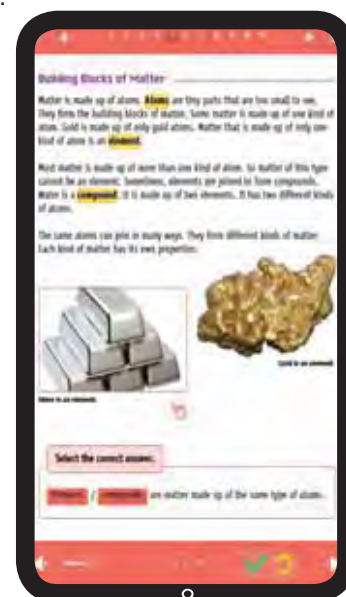 Building Blocks of Matter
Matter is made up of atoms. Atoms are tiny parts that are too small to see.
They form the building blocks of matter. Some matter is made up of one kind of
atom. Gold is made up of only gold atoms. Matter that is made up of only one
kind of atom is an element.
Most matter is made up of more than one kind of atom. So matter of this type
cannot be an element. Sometimes, elements are joined to form compounds.
Water is a compound. It is made up of two elements. It has two different kinds
of atoms.
The same atoms can join in many ways. They form different kinds of matter.
Each kind of matter has its own properties.
Gold is an element.
Silver is an element.
Select the correct answer.
Elements / compounds are matter made up of the same type of atoms.